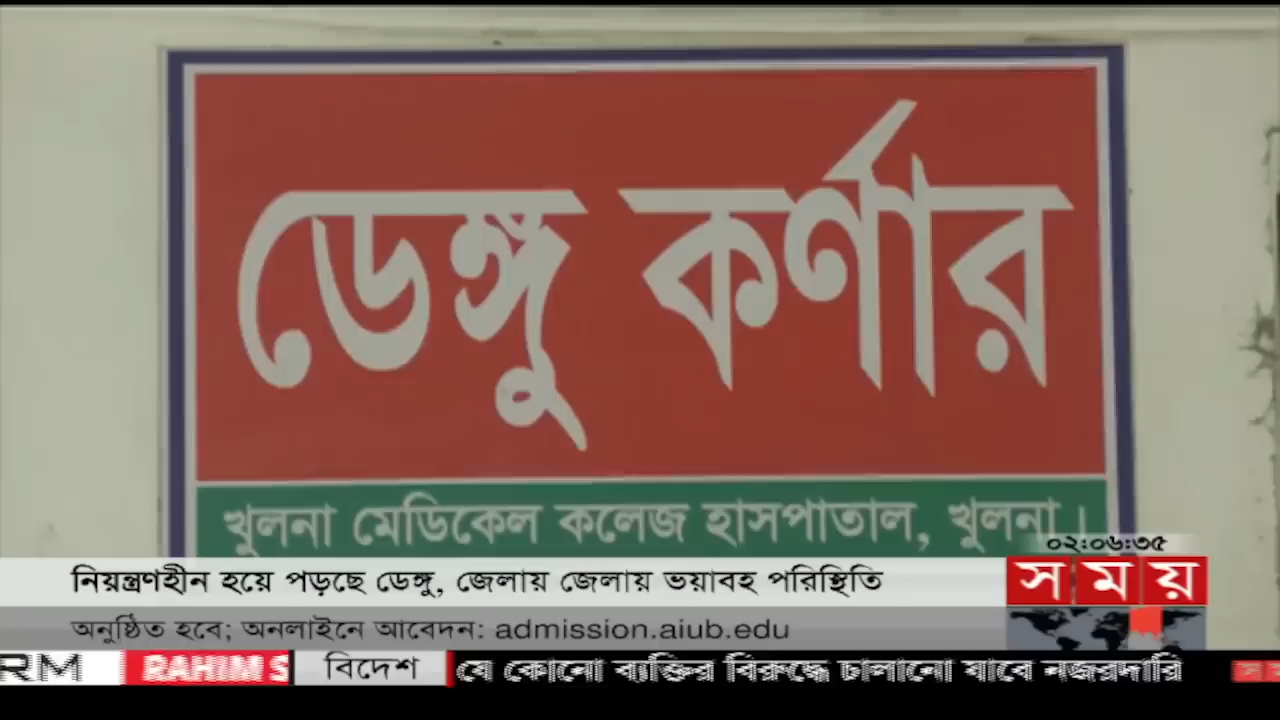 ডেঙ্গু কর্ণার
খুলনা মেডিকেল কলেজ হাসপাতাল, খুলনা।
০২:০৬:৩৫
নিয়ন্ত্রণহীন হয়ে পড়ছে ডেঙ্গু, জেলায় জেলায় ভয়াবহ পরিস্থিতি
সময়
অনুষ্ঠিত হবে; অনলাইনে আবেদন: admission.aiub.edu
RM RAHIM S বিদেশ যে কোনো ব্যক্তির বিরুদ্ধে চালানো যাবে নজরদারি